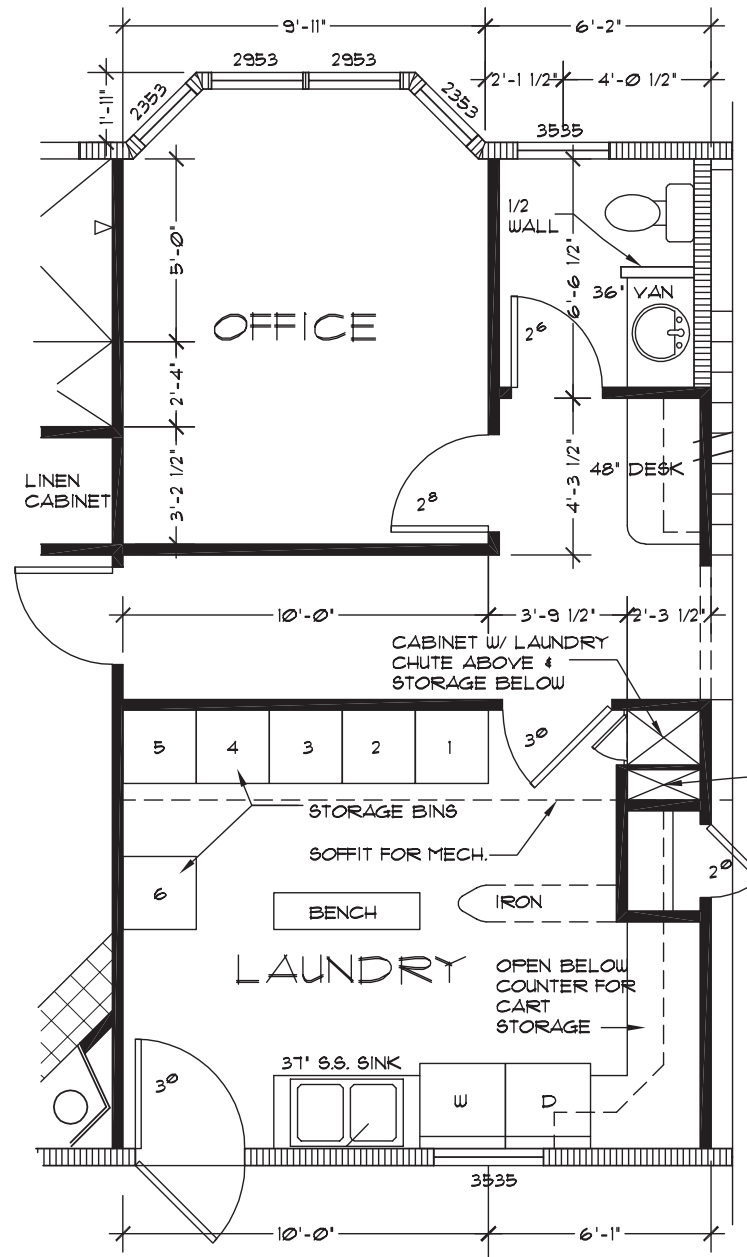 9'-11"
6'-2"
2953
2953
2'-1 1/2"
4'-0 1/2"
1'-11"
2353
2353
3535
1/2
WALL
5'-0"
6'-6 1/2"
36" VAN
OFFICE
2⁶
2'-4"
LINEN
CABINET
48" DESK
3'-2 1/2"
2⁸
4'-3 1/2"
10'-0"
3'-9 1/2"
2'-3 1/2"
CABINET W/ LAUNDRY
CHUTE ABOVE &
STORAGE BELOW
5
4
3
2
1
3⁰
STORAGE BINS
SOFFIT FOR MECH.
6
2⁰
BENCH
IRON
LAUNDRY
OPEN BELOW
COUNTER FOR
CART
STORAGE
3⁰
37" S.S. SINK
W
D
3535
10'-0"
6'-1"